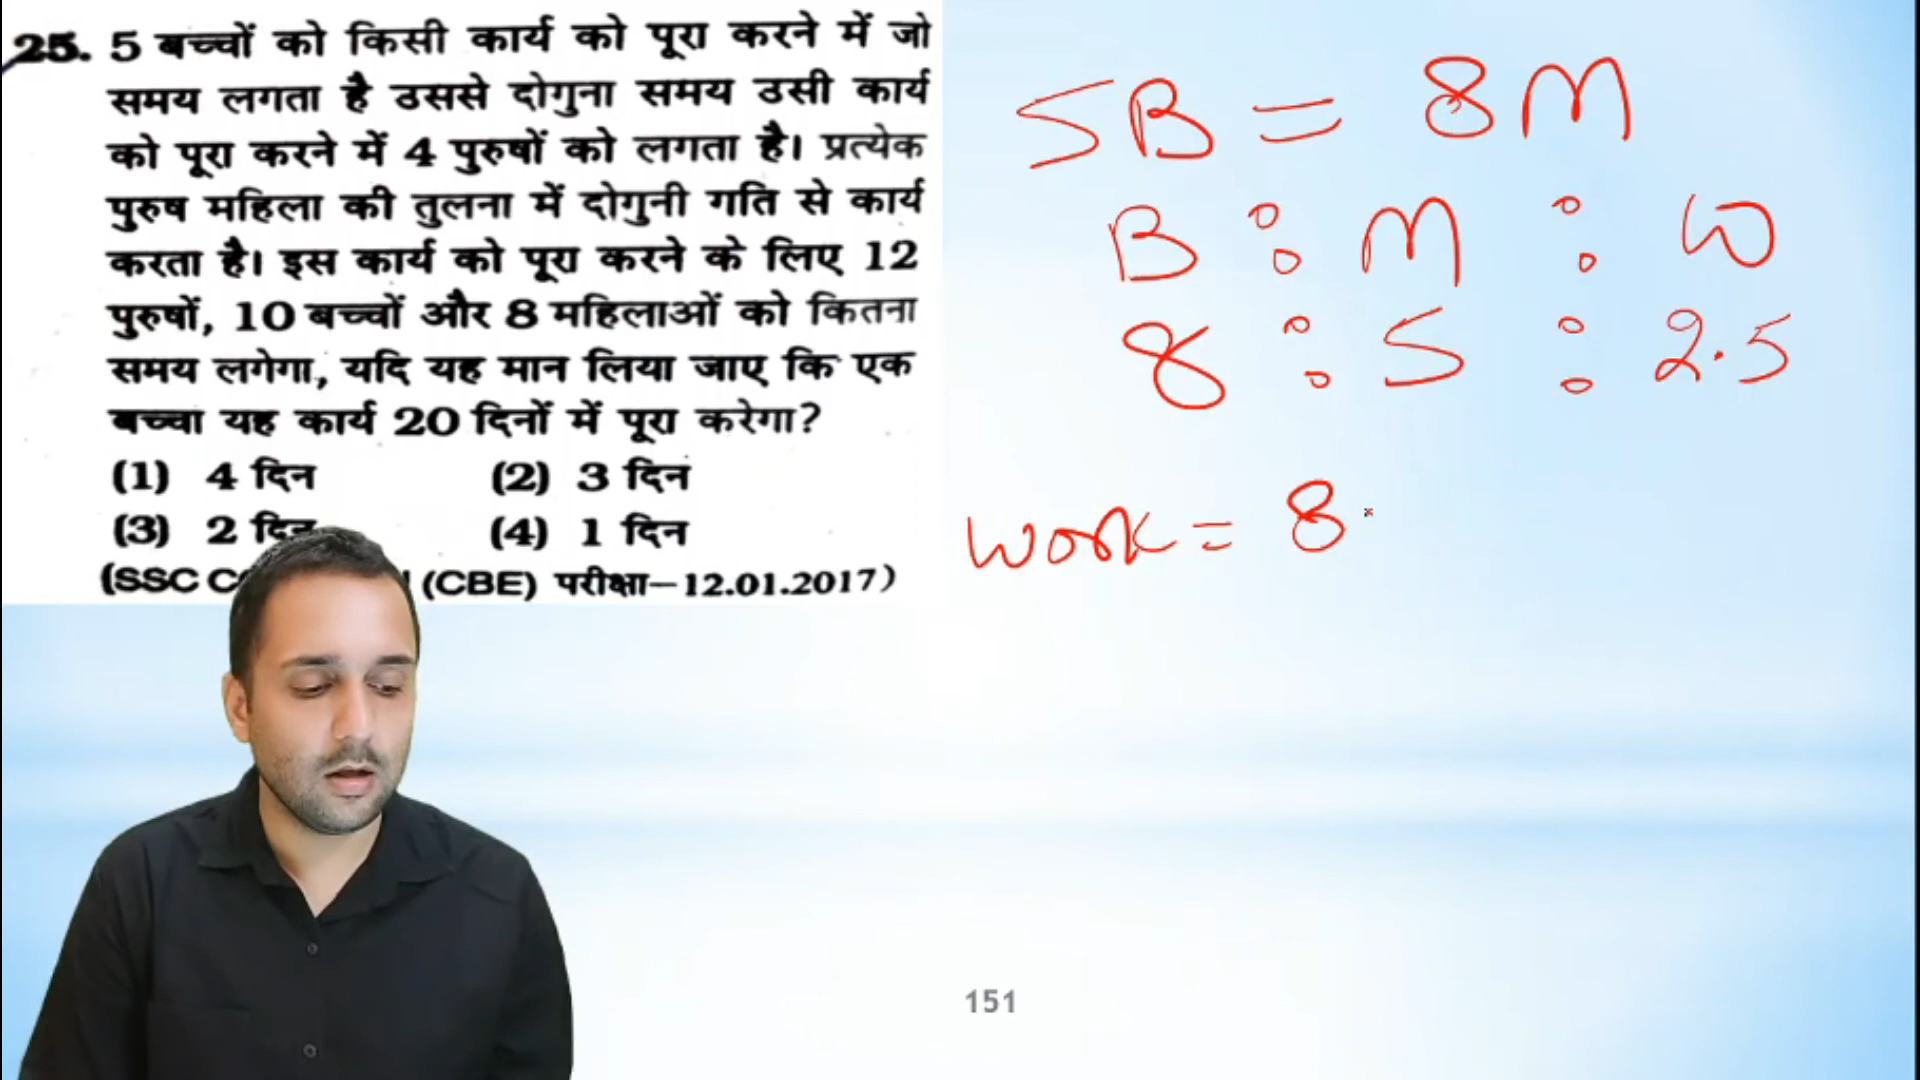 25. 5 बच्चों को किसी कार्य को पूरा करने में जो
समय लगता है उससे दोगुना समय उसी कार्य
को पूरा करने में 4 पुरुषों को लगता है। प्रत्येक
पुरुष महिला की तुलना में दोगुनी गति से कार्य
करता है। इस कार्य को पूरा करने के लिए 12
पुरुषों, 10 बच्चों और 8 महिलाओं को कितना
समय लगेगा, यदि यह मान लिया जाए कि एक
बच्चा यह कार्य 20 दिनों में पूरा करेगा?
(1) 4 दिन (2) 3 दिन
(3) 2 दिन (4) 1 दिन
(SSC (CBE) परीक्षा-12.01.2017)
5B = 8M
B : M : W
8 : 5 : 2.5
Work = 8
151